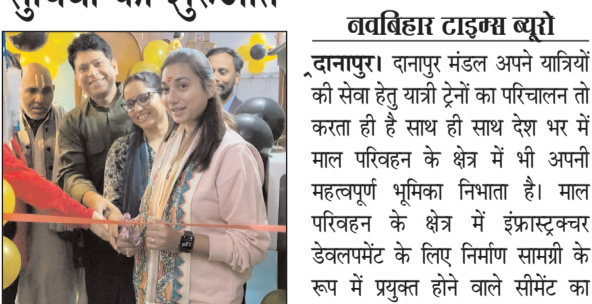 सुविधा की शुरुआत
नवबिहार टाइम्स ब्यूरो
दानापुर। दानापुर मंडल अपने यात्रियों
की सेवा हेतु यात्री ट्रेनों का परिचालन तो
करता ही है साथ ही साथ देश भर में
माल परिवहन के क्षेत्र में भी अपनी
महत्वपूर्ण भूमिका निभाता है। माल
परिवहन के क्षेत्र में इंफ्रास्ट्रक्चर
डेवलपमेंट के लिए निर्माण सामग्री के
रूप में प्रयुक्त होने वाले सीमेंट का